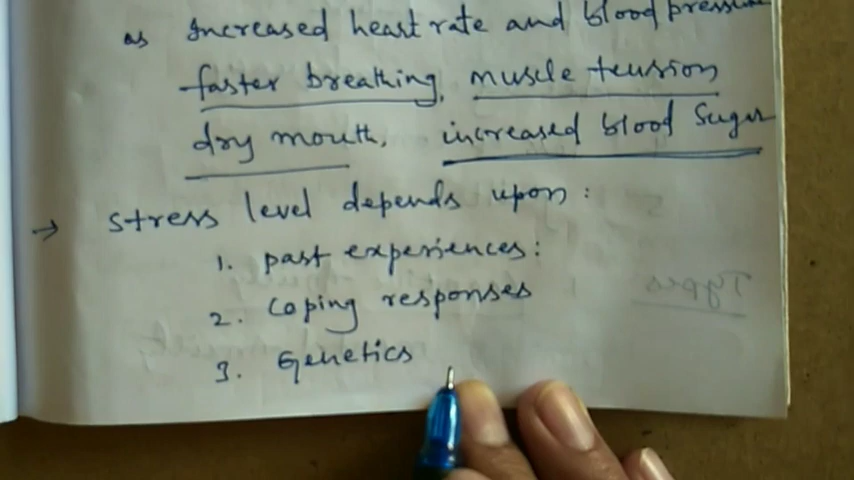 as Increased heart rate and blood pressure
faster breathing, muscle tension
dry mouth, increased blood Sugar
→ stress level depends upon :
1. past experiences :
2. Coping responses
3. Genetics
Types